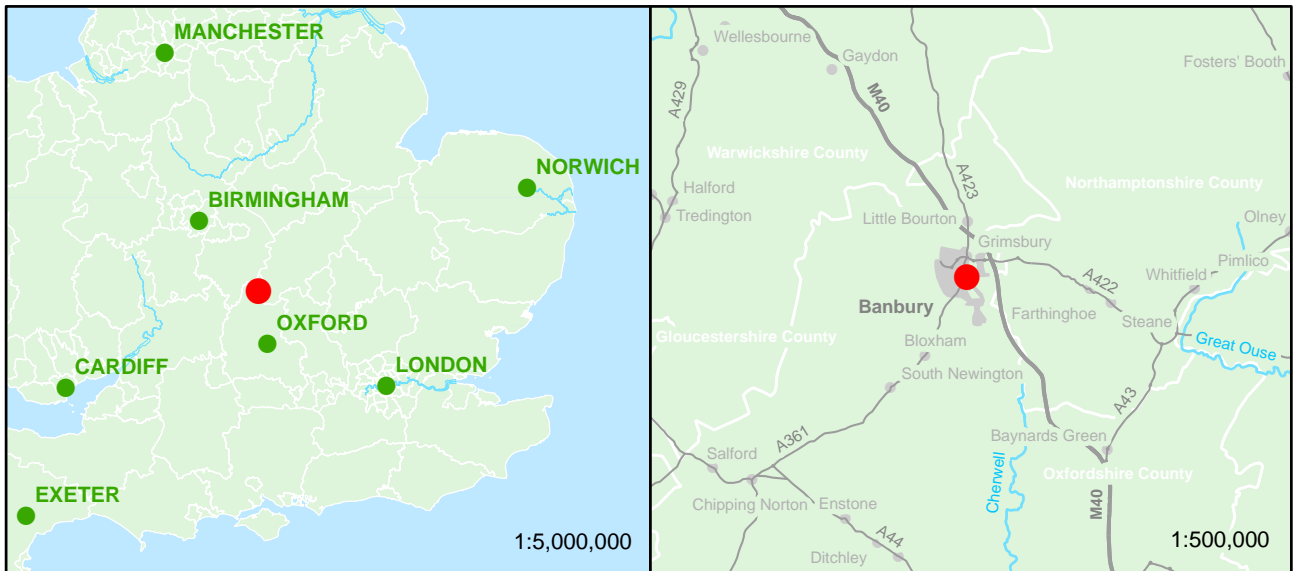 MANCHESTER
NORWICH
BIRMINGHAM
OXFORD
CARDIFF
LONDON
EXETER
1:5,000,000
Wellesbourne
Gaydon
Fosters' Booth
M40
A429
Warwickshire County
A423
Northamptonshire County
Halford
Tredington
Little Bourton
Olney
Grimsbury
Pimlico
Whitfield
A422
Banbury
Farthinghoe
Steane
Gloucestershire County
Bloxham
Great Ouse
South Newington
A43
A361
Baynards Green
Salford
Oxfordshire County
Cherwell
Chipping Norton
Enstone
M40
A44
Ditchley
1:500,000